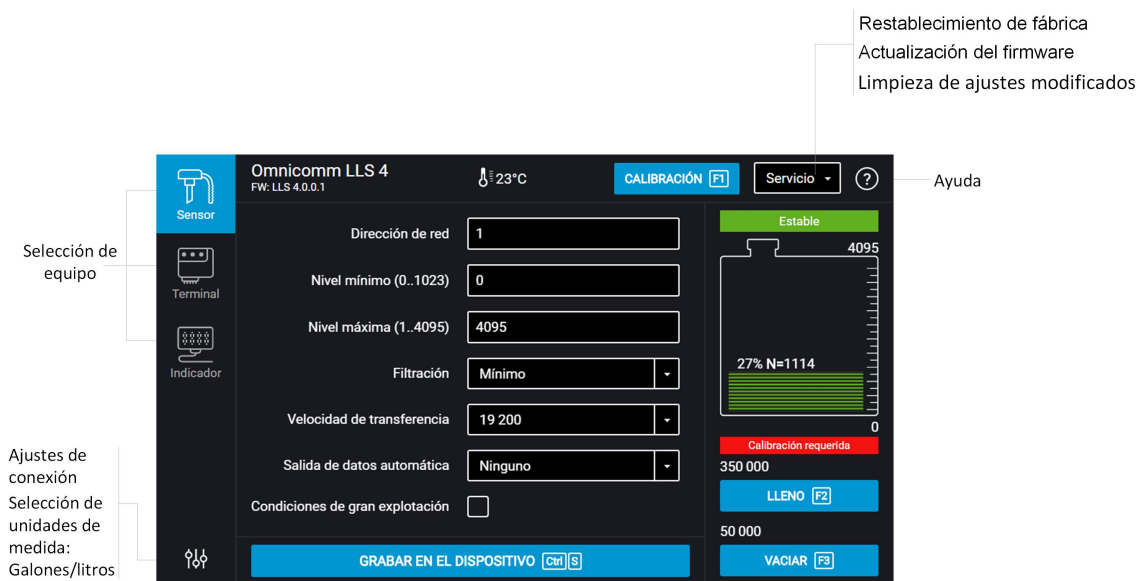 Restablecimiento de fábrica
Actualización del firmware
Limpieza de ajustes modificados
Omnicomm LLS 4
FW: LLS 4.0.0.1
23°C
CALIBRACIÓN F1
Servicio
?
Ayuda
Sensor
Terminal
Indicador
Selección de
equipo
Dirección de red
1
Nivel mínimo (0..1023)
0
Nivel máxima (1..4095)
4095
Filtración
Mínimo
Velocidad de transferencia
19 200
Salida de datos automática
Ninguno
Condiciones de gran explotación
GRABAR EN EL DISPOSITIVO Ctrl S
Estable
4095
27% N=1114
0
Calibración requerida
350 000
LLENO F2
50 000
VACIAR F3
Ajustes de
conexión
Selección de
unidades de
medida:
Galones/litros